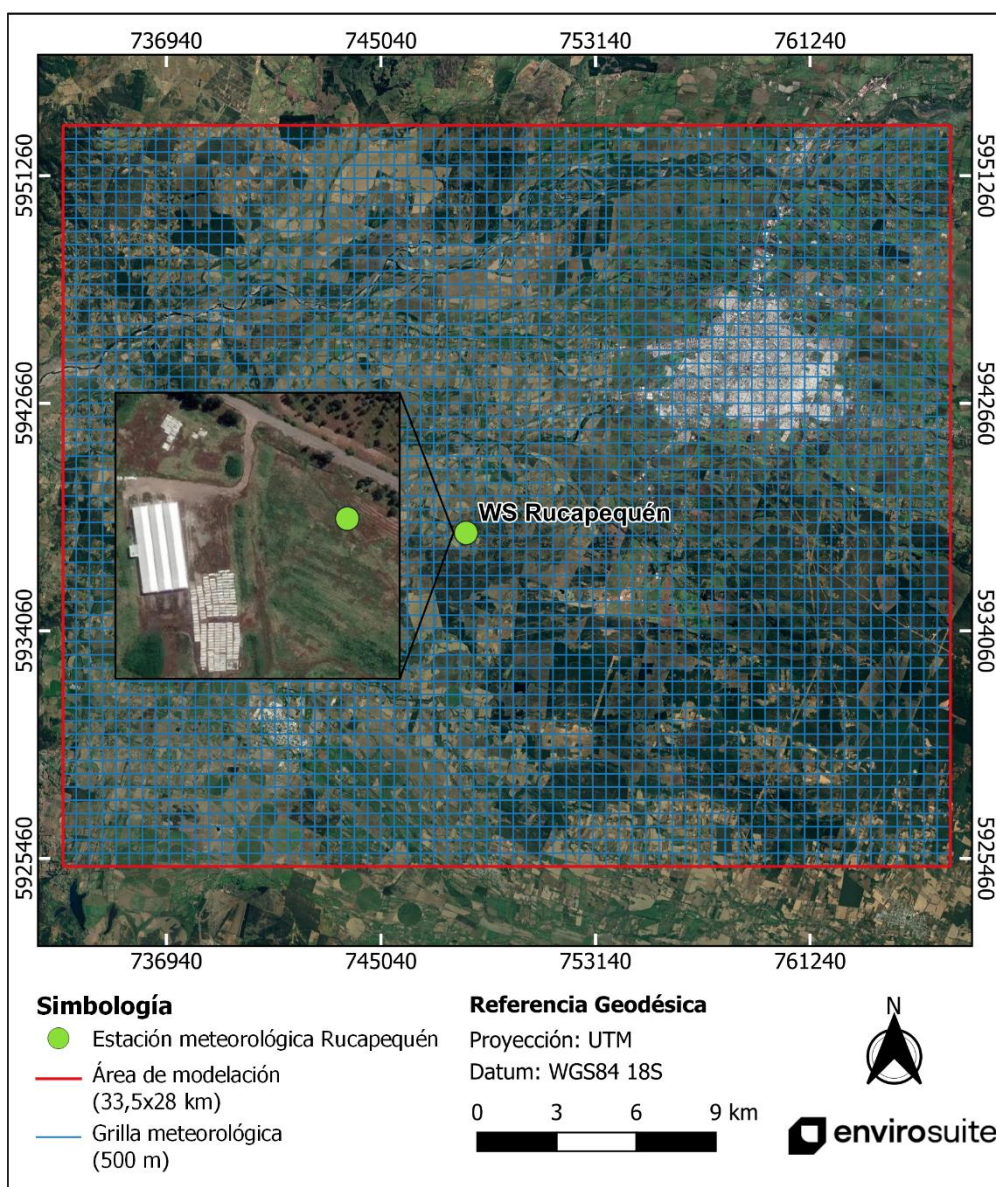 736940 745040 753140 761240
5951260 5951260
5942660 5942660
WS Rucapequén
5934060 5934060
5925460 5925460
736940 745040 753140 761240
Simbología
Estación meteorológica Rucapequén
Área de modelación
(33,5x28 km)
Grilla meteorológica
(500 m)
Referencia Geodésica
Proyección: UTM
Datum: WGS84 18S
0 3 6 9 km
N
envirosuite